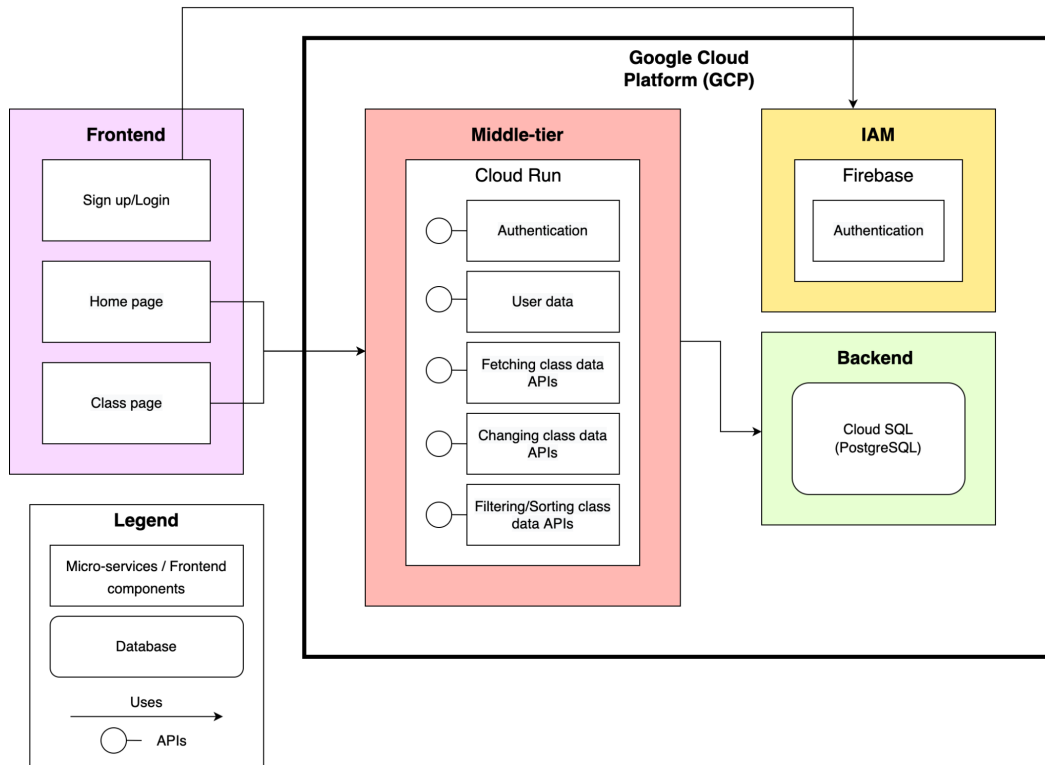 Google Cloud
Platform (GCP)
Frontend
Sign up/Login
Home page
Class page
Middle-tier
Cloud Run
Authentication
User data
Fetching class data
APIs
Changing class data
APIs
Filtering/Sorting class
data APIs
IAM
Firebase
Authentication
Backend
Cloud SQL
(PostgreSQL)
Legend
Micro-services / Frontend
components
Database
Uses
APIs